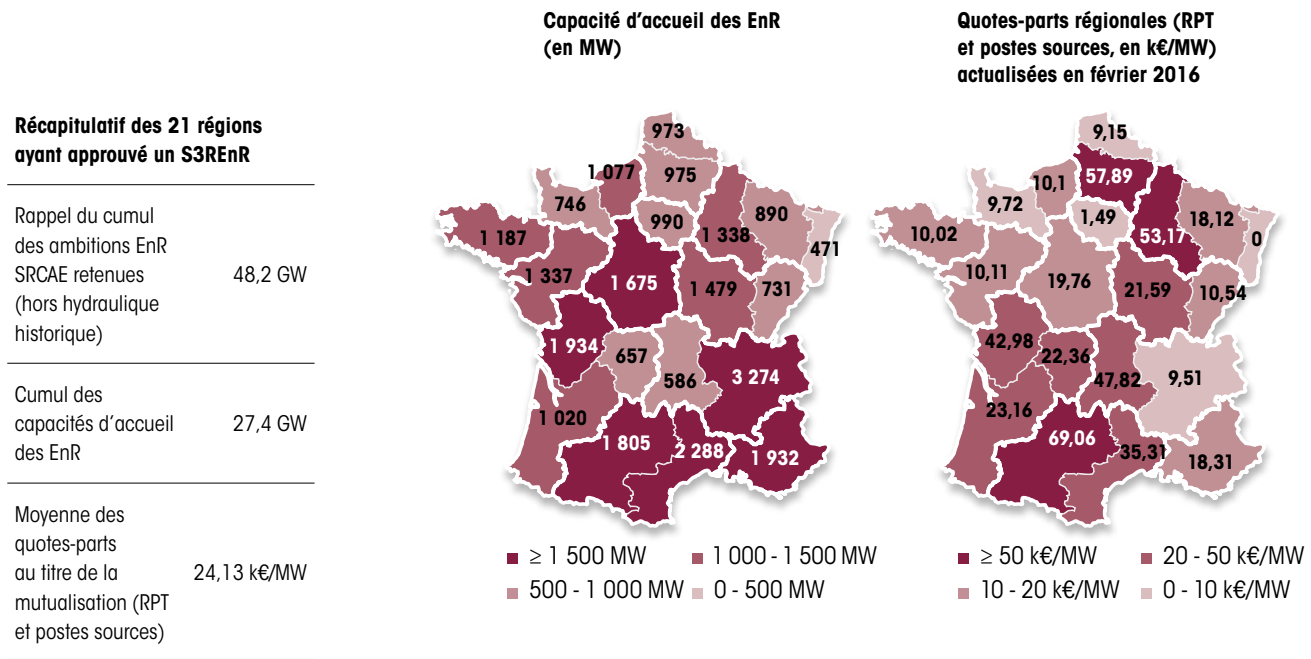 Récapitulatif des 21 régions
ayant approuvé un S3REnR
Rappel du cumul
des ambitions EnR
SRCAE retenues
(hors hydraulique
historique)
48,2 GW
Cumul des
capacités d’accueil
des EnR
27,4 GW
Moyenne des
quotes-parts
au titre de la
mutualisation (RPT
et postes sources)
24,13 k€/MW
Capacité d’accueil des EnR
(en MW)
973
1 077
975
746
990
1 338
890
471
1 187
1 337
1 675
1 479
731
1 934
657
586
3 274
1 020
1 805
2 288
1 932
≥ 1 500 MW
1 000 - 1 500 MW
500 - 1 000 MW
0 - 500 MW
Quotes-parts régionales (RPT
et postes sources, en k€/MW)
actualisées en février 2016
9,15
10,1
57,89
9,72
1,49
53,17
18,12
0
10,02
10,11
19,76
21,59
10,54
42,98
22,36
47,82
9,51
23,16
69,06
35,31
18,31
≥ 50 k€/MW
20 - 50 k€/MW
10 - 20 k€/MW
0 - 10 k€/MW